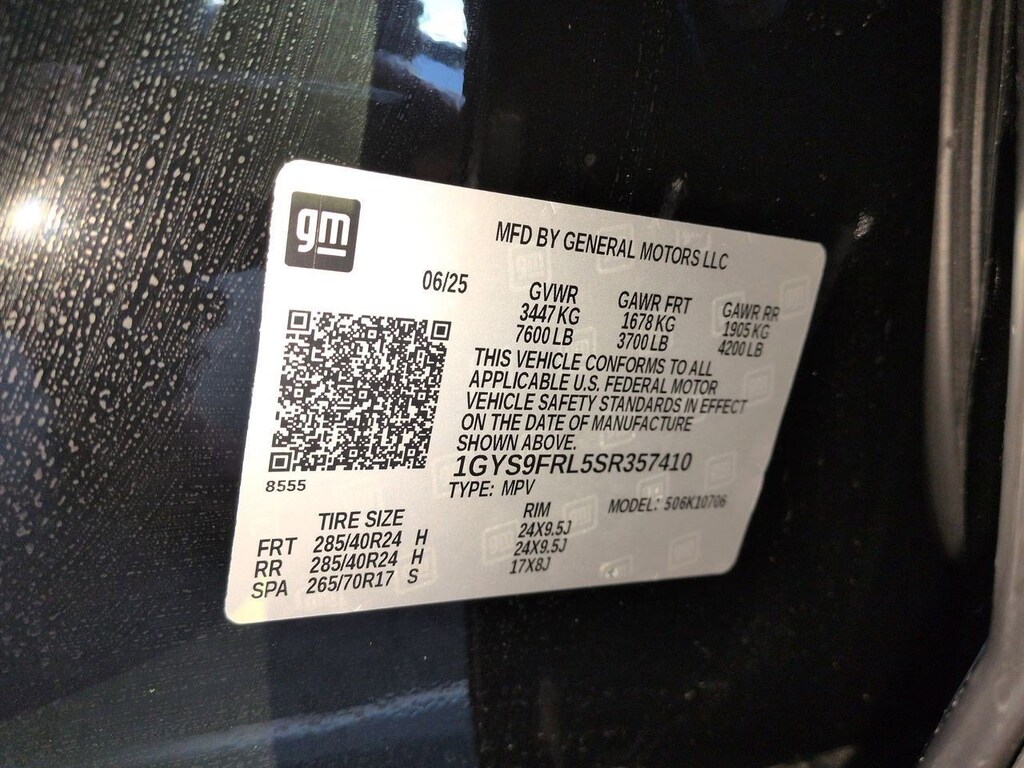 gm
MFD BY GENERAL MOTORS LLC
06/25
GVWR GAWR FRT GAWR RR
3447 KG 1678 KG 1905 KG
7600 LB 3700 LB 4200 LB
THIS VEHICLE CONFORMS TO ALL
APPLICABLE U.S. FEDERAL MOTOR
VEHICLE SAFETY STANDARDS IN EFFECT
ON THE DATE OF MANUFACTURE
SHOWN ABOVE.
1GYS9FRL5SR357410
8555
TYPE: MPV MODEL: 506K10706
TIRE SIZE RIM
FRT 285/40R24 H 24X9.5J
RR 285/40R24 H 24X9.5J
SPA 265/70R17 S 17X8J